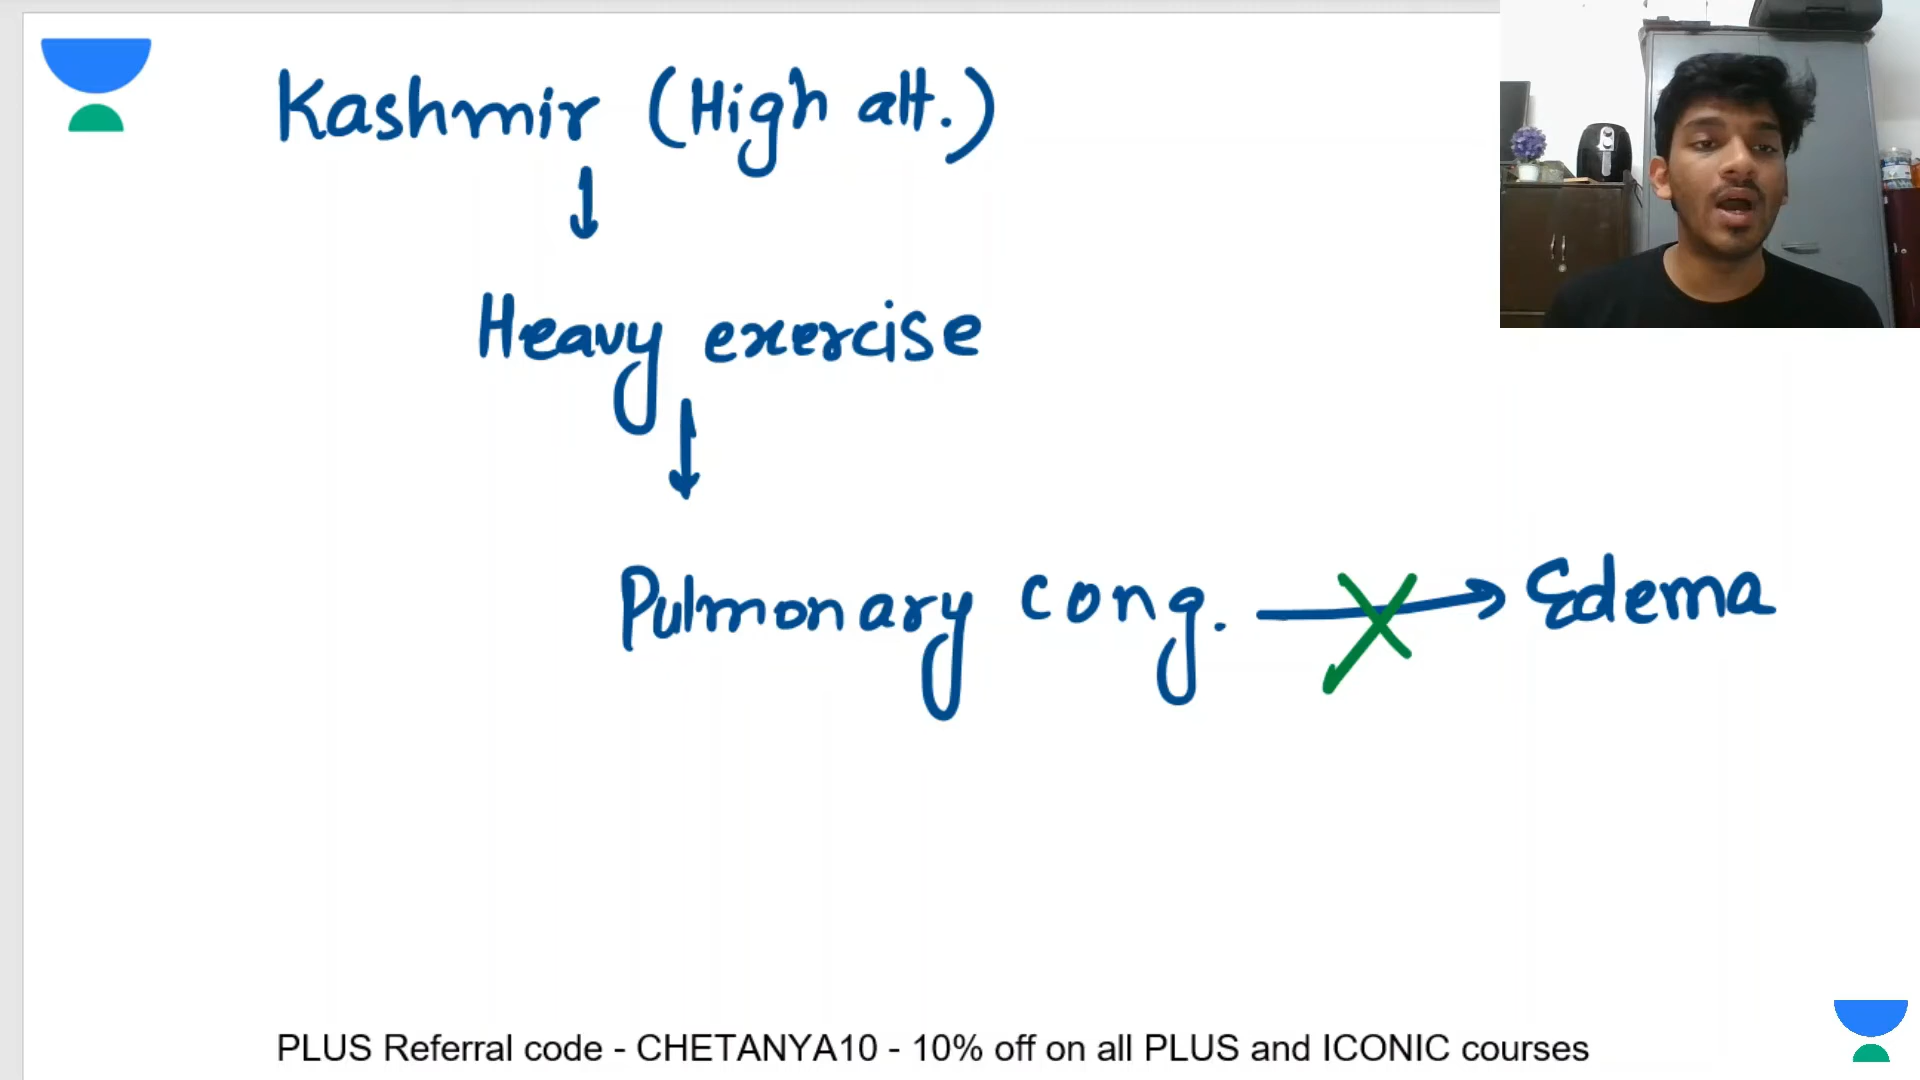 Kashmir (High alt.)
Heavy exercise
Pulmonary cong. Edema
PLUS Referral code - CHETANYA10 - 10% off on all PLUS and ICONIC courses